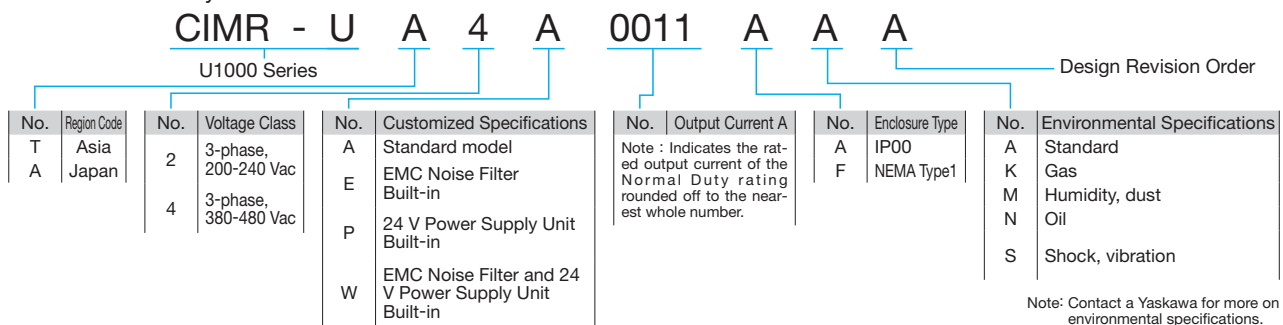 CIMR - U A 4 A 0011 A A A
U1000 Series
Design Revision Order
No. Region Code
T Asia
A Japan
No. Voltage Class
2 3-phase,
200-240 Vac
4 3-phase,
380-480 Vac
No. Customized Specifications
A Standard model
E EMC Noise Filter
Built-in
P 24 V Power Supply Unit
Built-in
W EMC Noise Filter and 24
V Power Supply Unit
Built-in
No. Output Current A
Note : Indicates the rat-
ed output current of the
Normal Duty rating
rounded off to the near-
est whole number.
No. Enclosure Type
A IP00
F NEMA Type1
No. Environmental Specifications
A Standard
K Gas
M Humidity, dust
N Oil
S Shock, vibration
Note: Contact a Yaskawa for more on
environmental specifications.